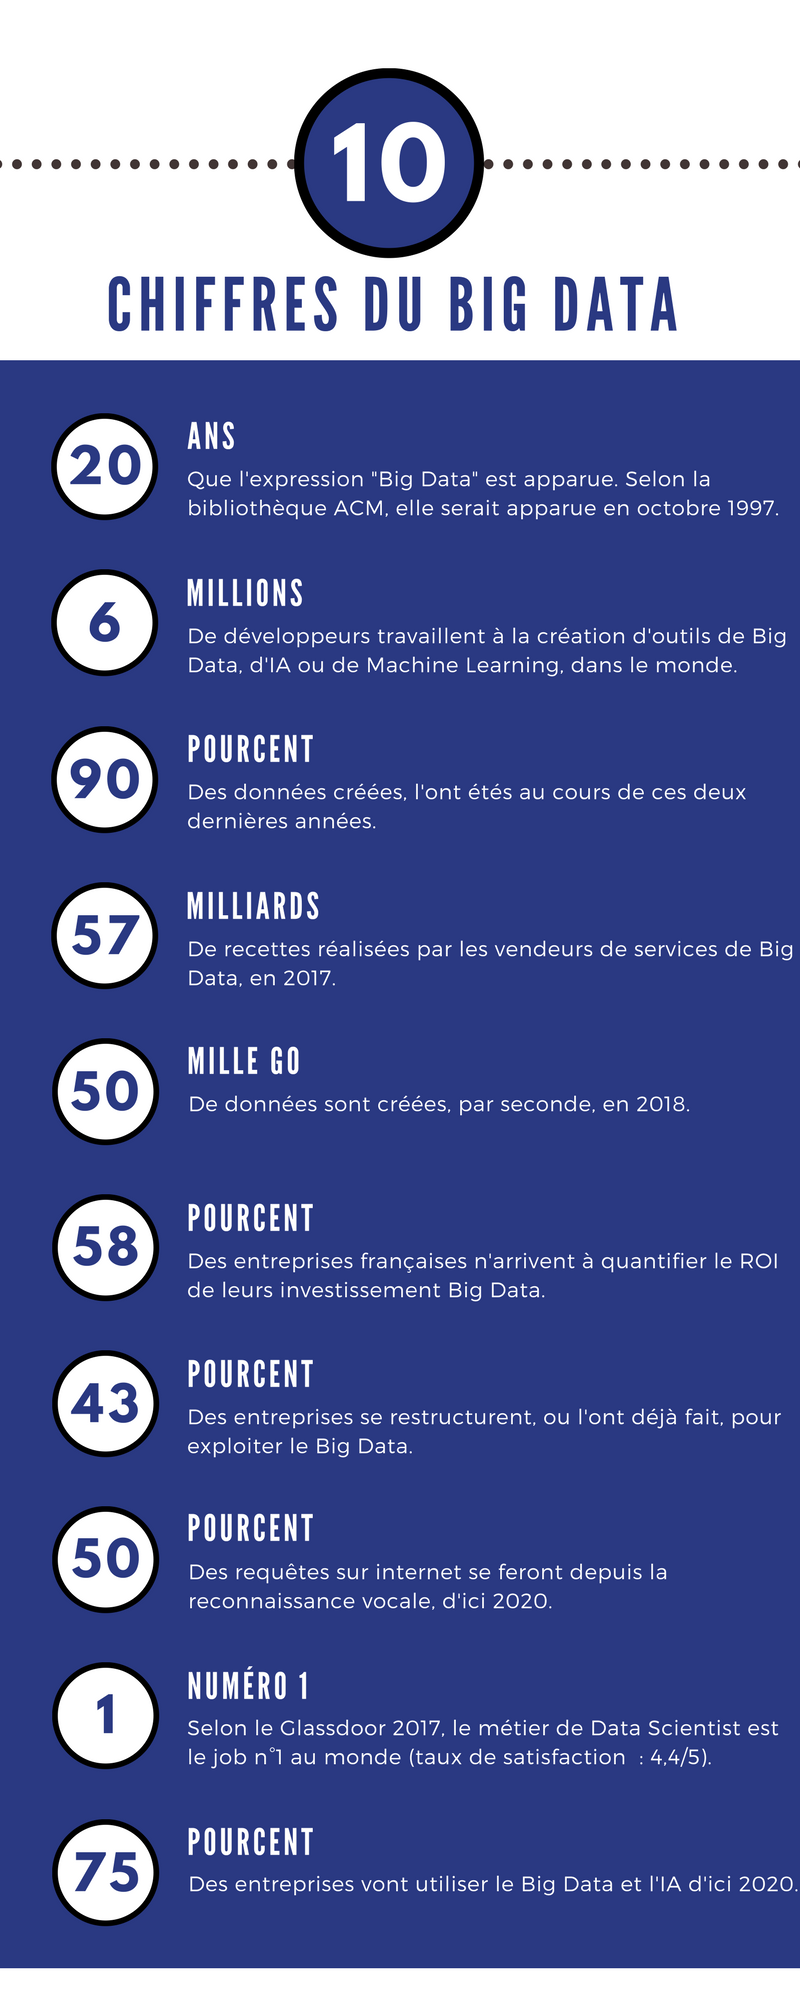 10
CHIFFRES DU BIG DATA
20
ANS
Que l'expression "Big Data" est apparue. Selon la
bibliothèque ACM, elle serait apparue en octobre 1997.
6
MILLIONS
De développeurs travaillent à la création d'outils de Big
Data, d'IA ou de Machine Learning, dans le monde.
90
POURCENT
Des données créées, l'ont étés au cours de ces deux
dernières années.
57
MILLIARDS
De recettes réalisées par les vendeurs de services de Big
Data, en 2017.
50
MILLE GO
De données sont créées, par seconde, en 2018.
58
POURCENT
Des entreprises françaises n'arrivent à quantifier le ROI
de leurs investissement Big Data.
43
POURCENT
Des entreprises se restructurent, ou l'ont déjà fait, pour
exploiter le Big Data.
50
POURCENT
Des requêtes sur internet se feront depuis la
reconnaissance vocale, d'ici 2020.
1
NUMÉRO 1
Selon le Glassdoor 2017, le métier de Data Scientist est
le job n°1 au monde (taux de satisfaction  : 4,4/5).
75
POURCENT
Des entreprises vont utiliser le Big Data et l'IA d'ici 2020.